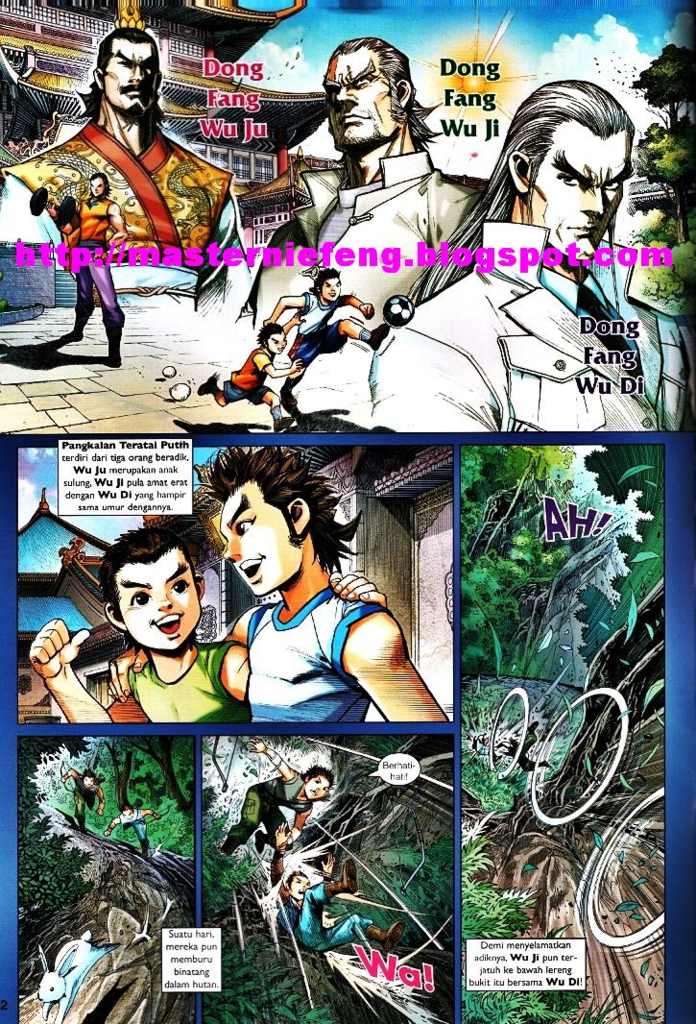 Dong
Fang
Wu Ju
Dong
Fang
Wu Ji
http://masterniefeng.blogspot.com
Dong
Fang
Wu Di
Pangkalan Teratai Putih
terdiri dari tiga orang beradik,
Wu Ju merupakan anak
sulung, Wu Ji pula amat erat
dengan Wu Di yang hampir
sama umur dengannya.
AH!
Suatu hari,
mereka pun
memburu
binatang
dalam hutan.
Berhati-
hati!
Wa!
Demi menyelamatkan
adiknya, Wu Ji pun ter-
jatuh ke bawah lereng
bukit itu bersama Wu Di!
2